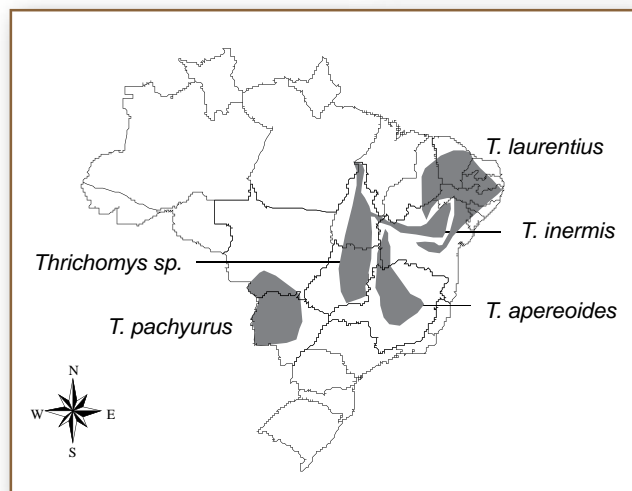 T. laurentius
T. inermis
Thrichomys sp.
T. apereoides
T. pachyurus
N
W E
S